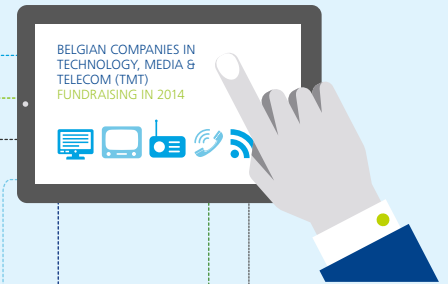 BELGIAN COMPANIES IN
TECHNOLOGY, MEDIA &
TELECOM (TMT)
FUNDRAISING IN 2014